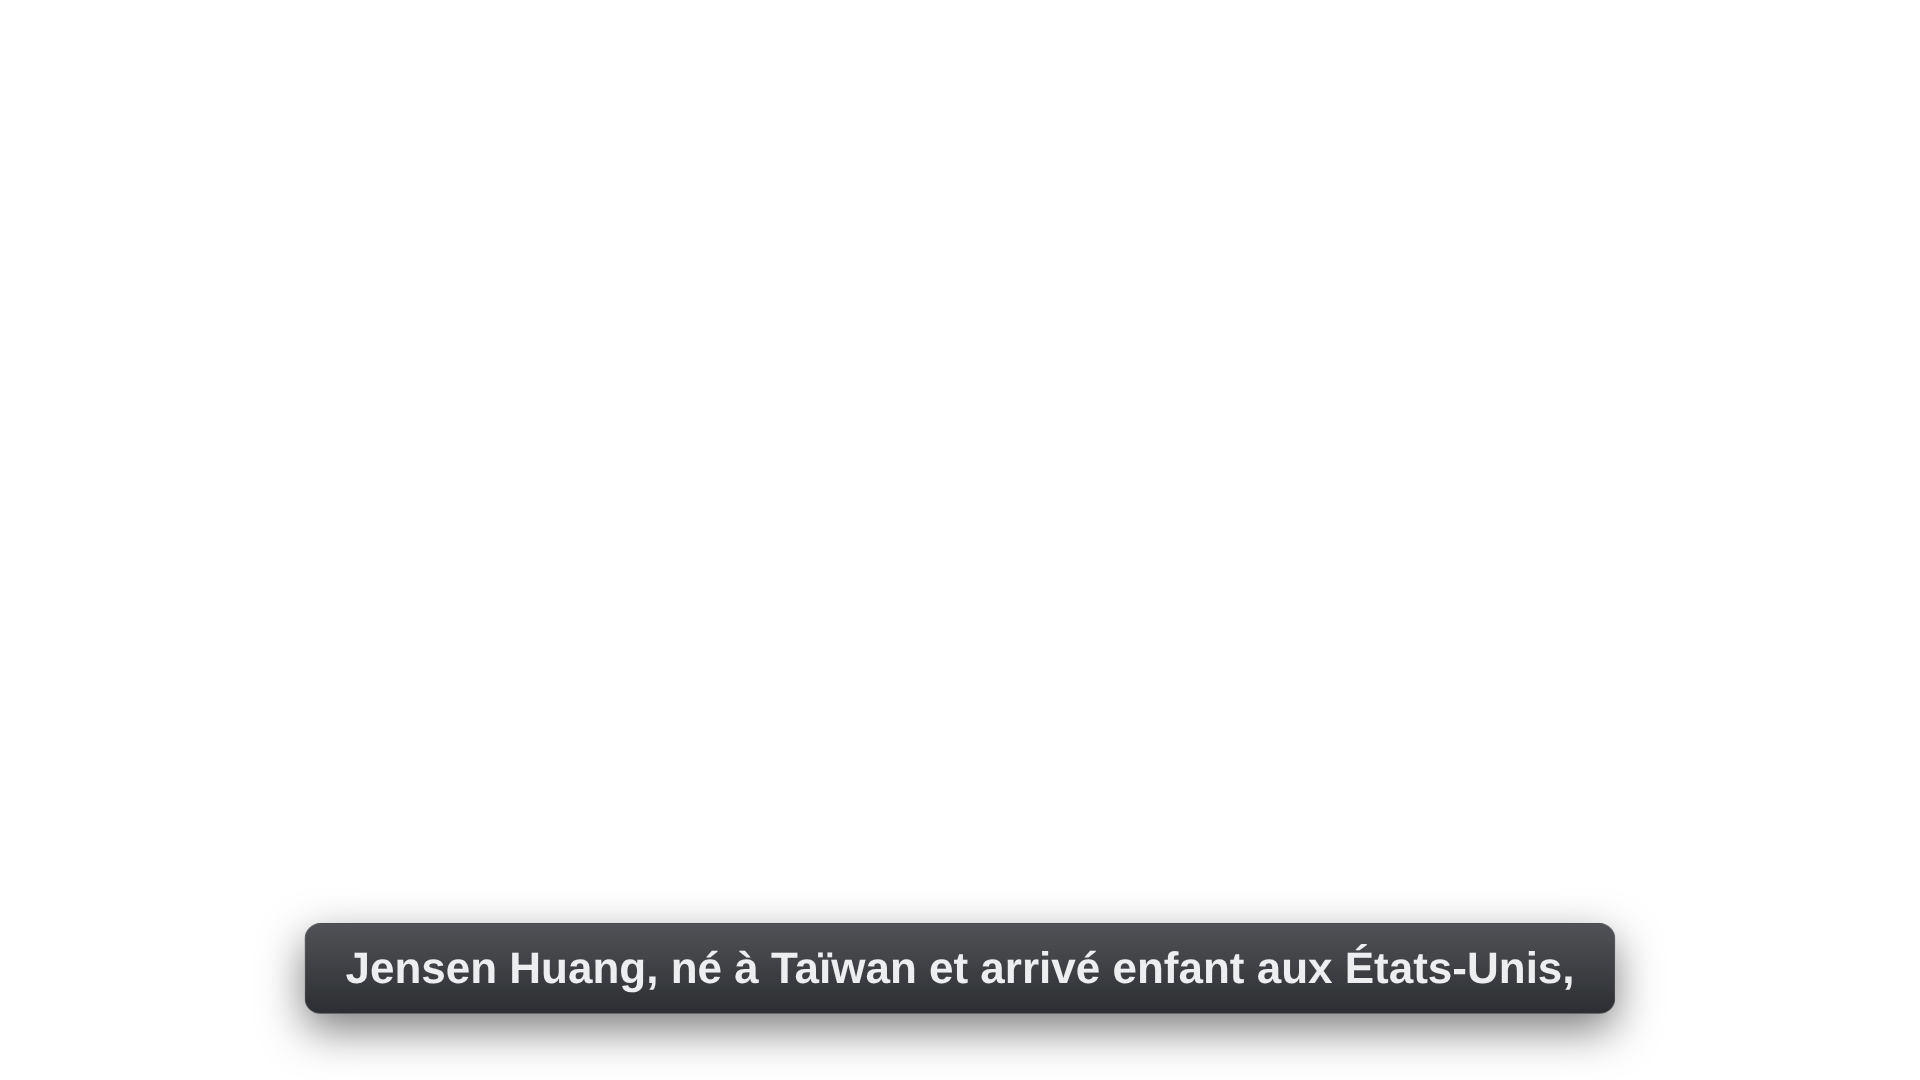 Jensen Huang, né à Taïwan et arrivé enfant aux États-Unis,